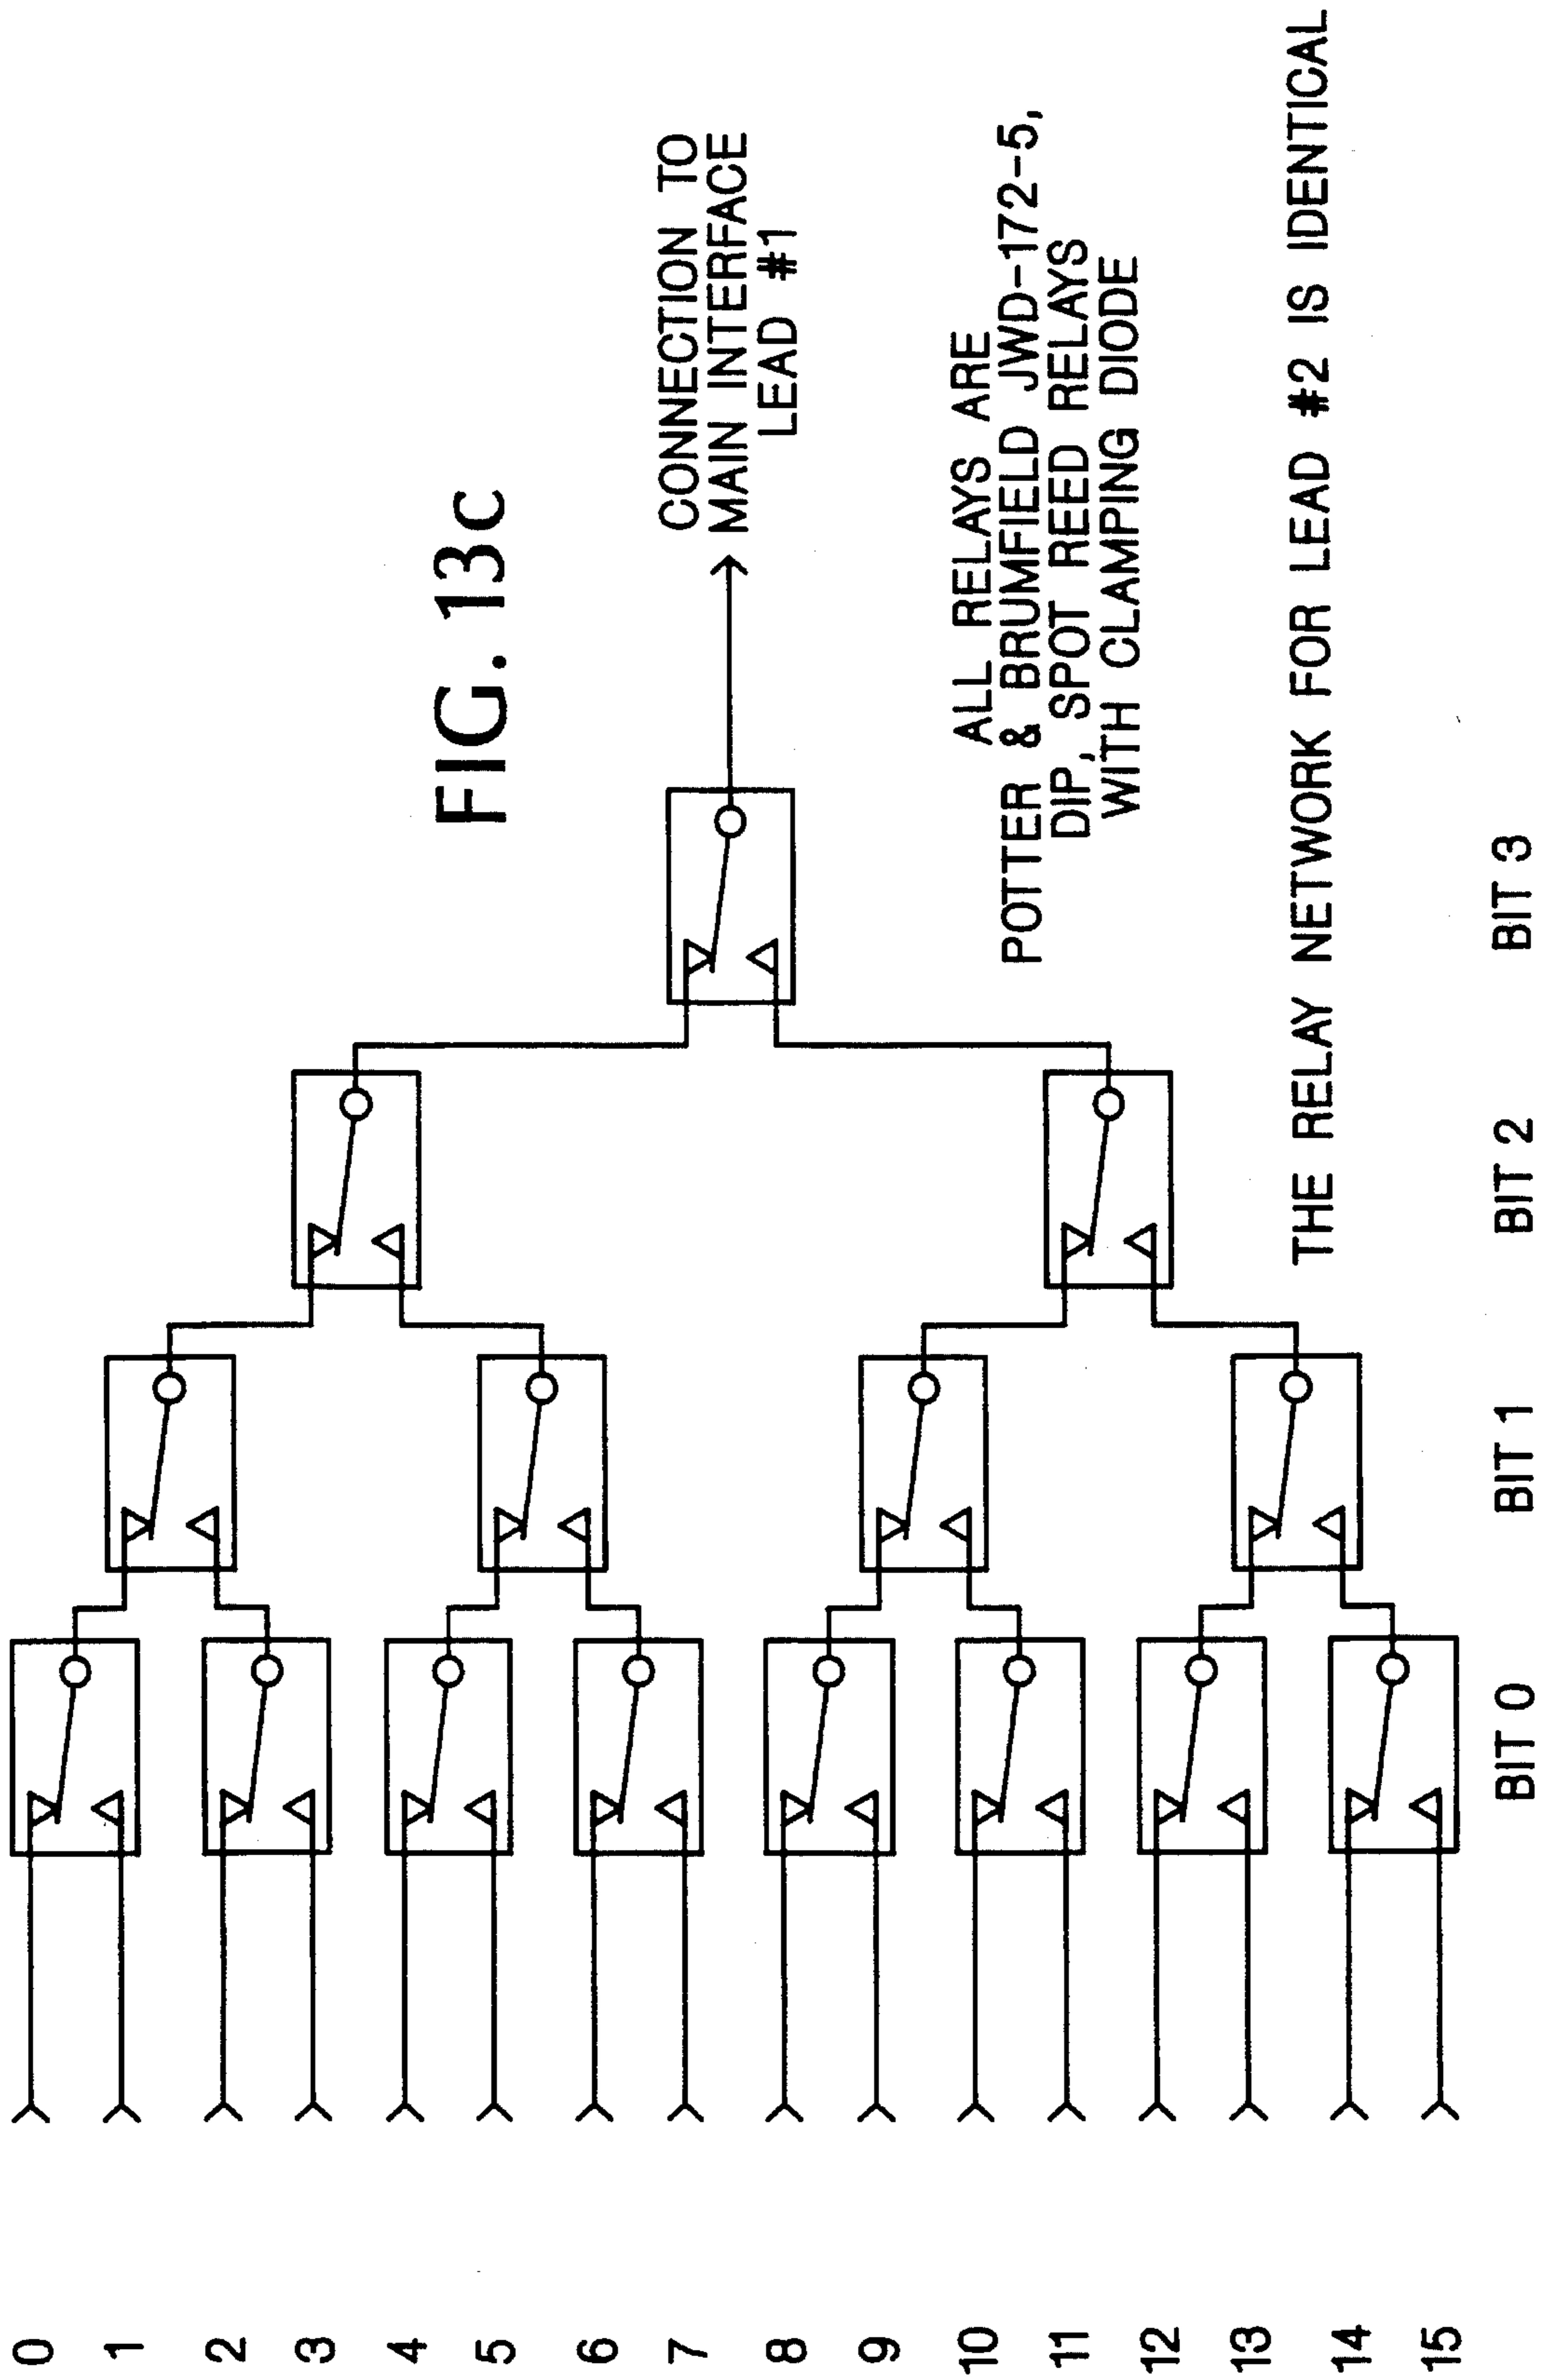 FIG. 13c
0
1
2
3
4
5
6
7
8
9
10
11
12
13
14
15
CONNECTION TO
MAIN INTERFACE
LEAD #1
ALL RELAYS ARE
POTTER & BRUMFIELD JWD-172-5,
DIP, SPOT REED RELAYS
WITH CLAMPING DIODE
THE RELAY NETWORK FOR LEAD #2 IS IDENTICAL
BIT 0
BIT 1
BIT 2
BIT 3